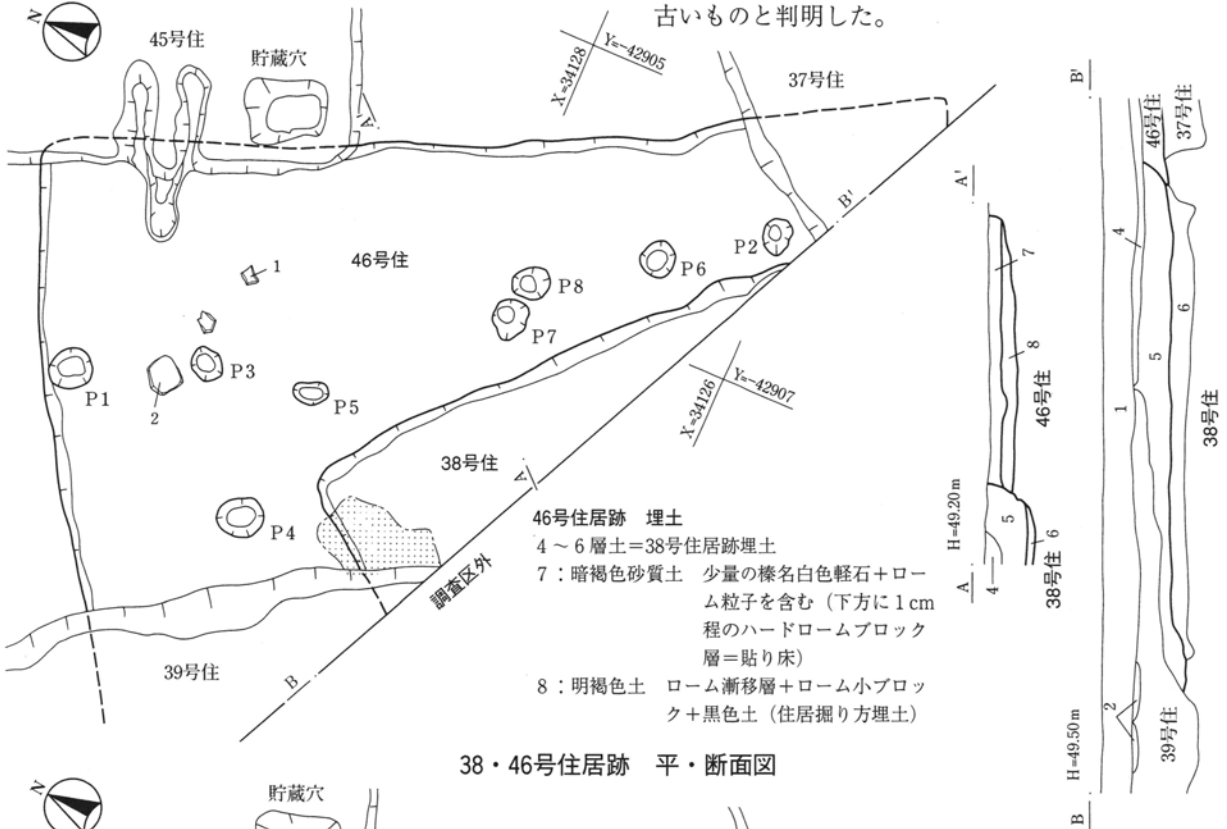 古いものと判明した。
N
45号住
貯蔵穴
X=34128
Y=-42905
37号住
A'
B'
46号住
1
P8
P6
P2
P7
P3
P1
2
P5
X=34126
Y=-42907
38号住
A
P4
調査区外
39号住
B
46号住居跡 埋土
4～6層土=38号住居跡埋土
7：暗褐色砂質土 少量の榛名白色軽石+ロー
ム粒子を含む（下方に1cm
程のハードロームブロック
層=貼り床）
8：明褐色土 ローム漸移層+ローム小ブロッ
ク+黒色土（住居掘り方埋土）
38・46号住居跡 平・断面図
A'
7
8
46号住
H=49.20m
5
6
A
4
38号住
B'
46号住
37号住
4
6
5
1
38号住
2
39号住
H=49.50m
B
N
貯蔵穴